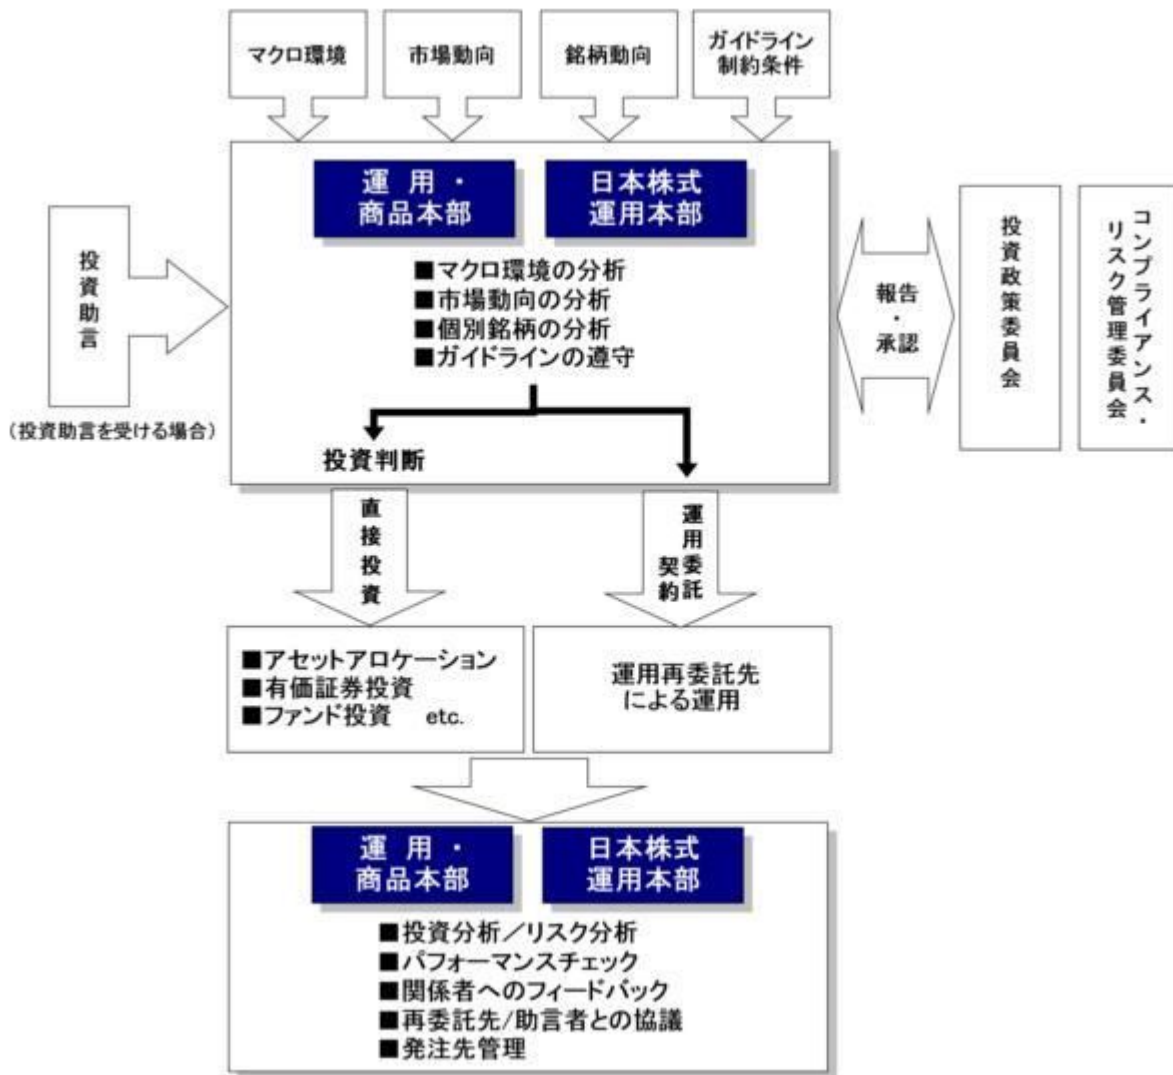 マクロ環境
市場動向
銘柄動向
ガイドライン
制約条件
運 用 ・
商品本部
日本株式
運用本部
■マクロ環境の分析
■市場動向の分析
■個別銘柄の分析
■ガイドラインの遵守
投資助言
(投資助言を受ける場合)
報告
・
承認
投資政策委員会
コンプライアンス・
リスク管理委員会
投資判断
直接投資
運用委託
契約
■アセットアロケーション
■有価証券投資
■ファンド投資 etc.
運用再委託先
による運用
運 用 ・
商品本部
日本株式
運用本部
■投資分析／リスク分析
■パフォーマンスチェック
■関係者へのフィードバック
■再委託先/助言者との協議
■発注先管理